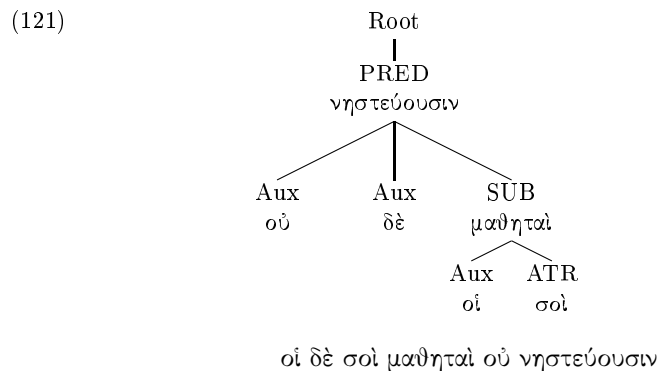 (121) Root
PRED
νηστεύουσιν
Aux Aux SUB
οὐ δὲ μαθηταὶ
Aux ATR
οἱ σοὶ
οἱ δὲ σοὶ μαθηταὶ οὐ νηστεύουσιν